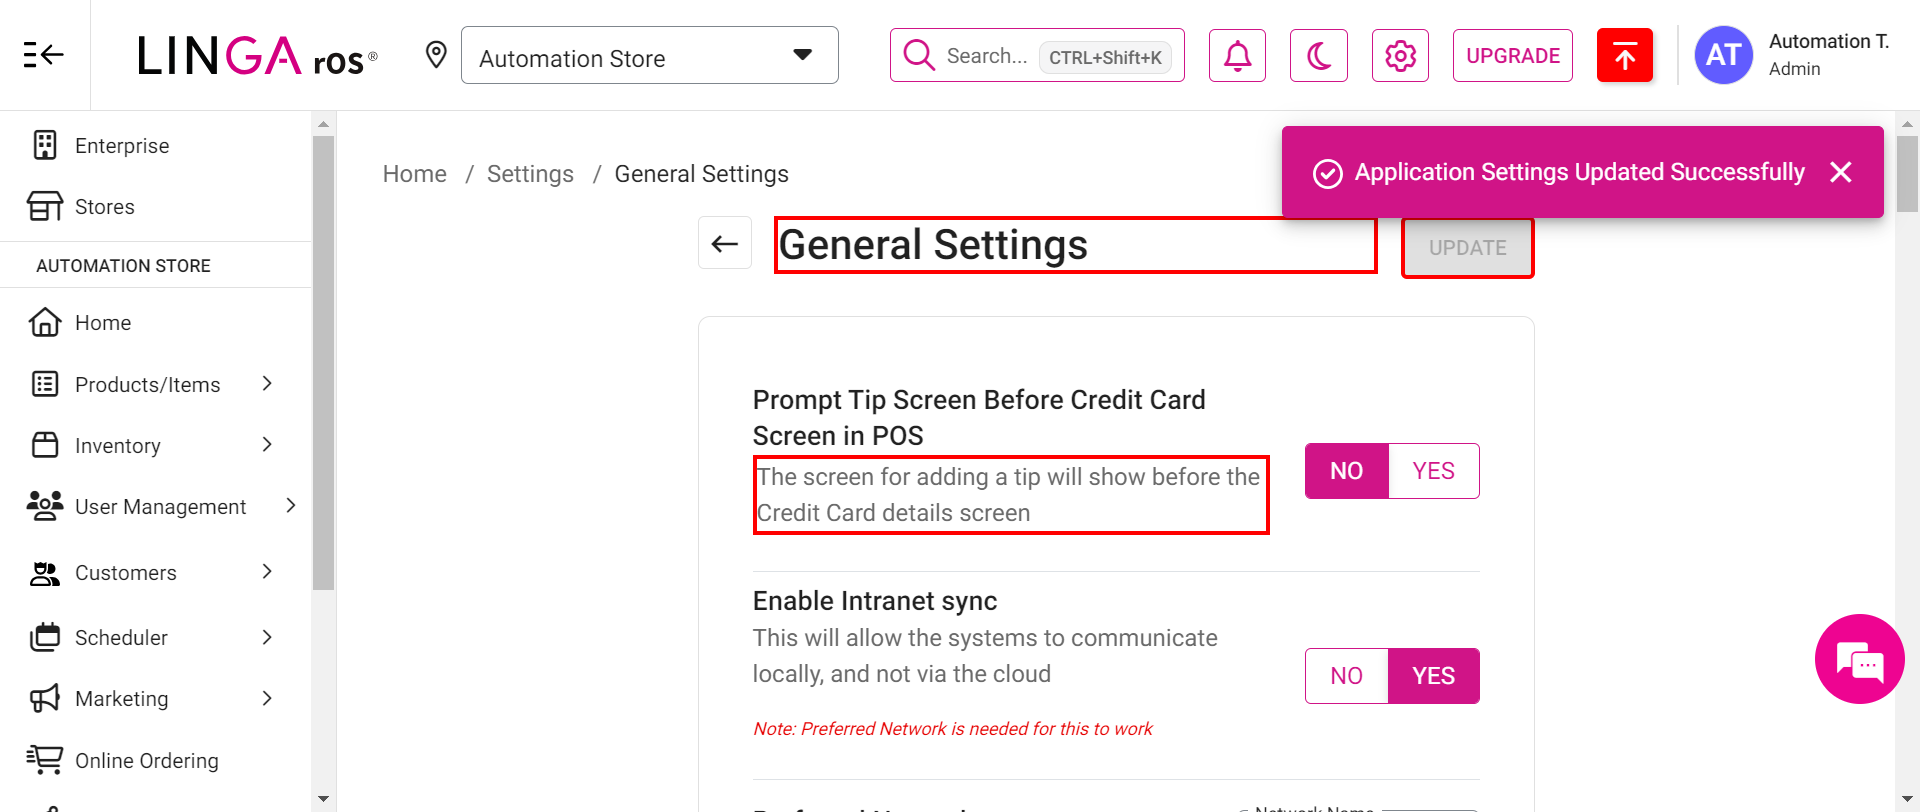 LINGA ros®
Automation Store
Search... CTRL+Shift+K
UPGRADE
AT
Automation T.
Admin
Enterprise
Stores
AUTOMATION STORE
Home
Products/Items
Inventory
User Management
Customers
Scheduler
Marketing
Online Ordering
Home / Settings / General Settings
Application Settings Updated Successfully
General Settings
UPDATE
Prompt Tip Screen Before Credit Card
Screen in POS
The screen for adding a tip will show before the
Credit Card details screen
NO YES
Enable Intranet sync
This will allow the systems to communicate
locally, and not via the cloud
NO YES
Note: Preferred Network is needed for this to work